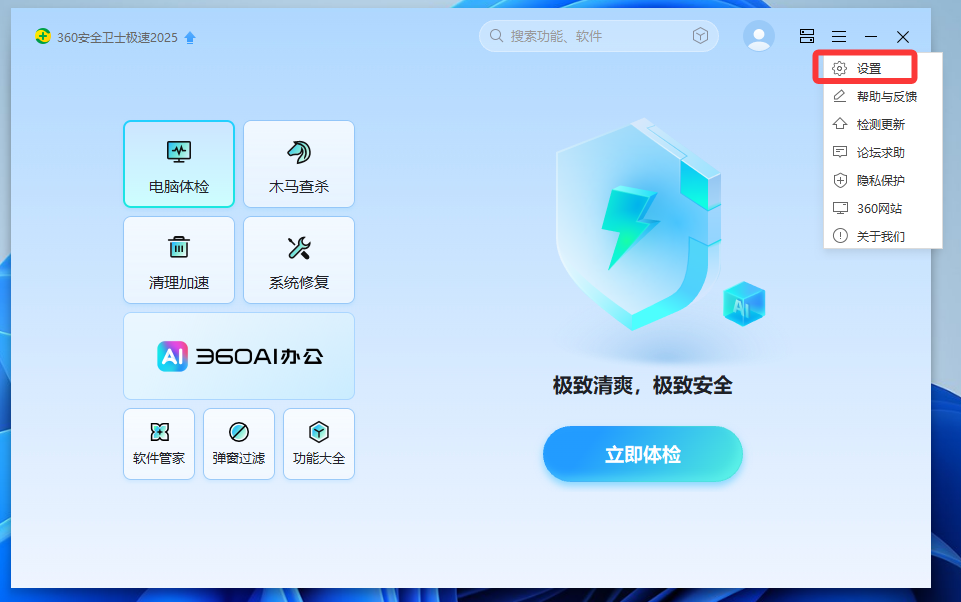 360安全卫士极速2025
搜索功能、软件
设置
帮助与反馈
检测更新
论坛求助
隐私保护
360网站
关于我们
电脑体检
木马查杀
清理加速
系统修复
AI 360AI办公
软件管家
弹窗过滤
功能大全
AI
极致清爽，极致安全
立即体检